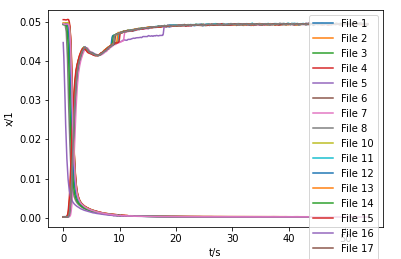 0.05
0.04
0.03
0.02
0.01
0.00
x/1
0
10
20
30
40
t/s
File 1
File 2
File 3
File 4
File 5
File 6
File 7
File 8
File 10
File 11
File 12
File 13
File 14
File 15
File 16
File 17